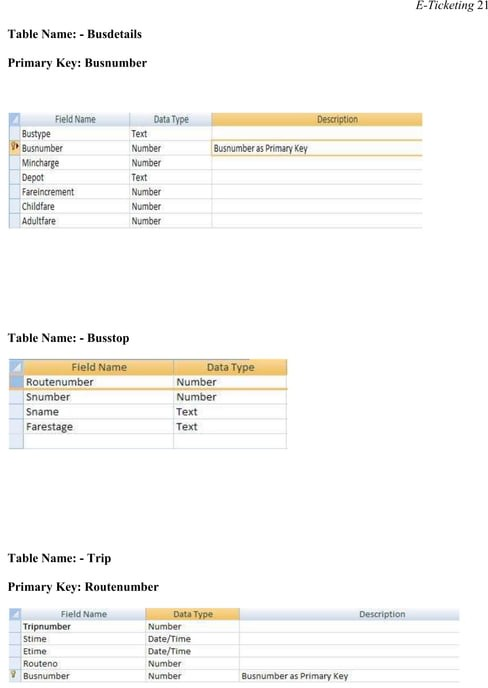 E-Ticketing 21
Table Name: - Busdetails
Primary Key: Busnumber
Field Name Data Type Description
Bustype Text
Busnumber Number Busnumber as Primary Key
Mincharge Number
Depot Text
Fareincrement Number
Childfare Number
Adultfare Number
Table Name: - Busstop
Field Name Data Type
Routenumber Number
Snumber Number
Sname Text
Farestage Text
Table Name: - Trip
Primary Key: Routenumber
Field Name Data Type Description
Tripnumber Number
Stime Date/Time
Etime Date/Time
Routeno Number
Busnumber Number Busnumber as Primary Key